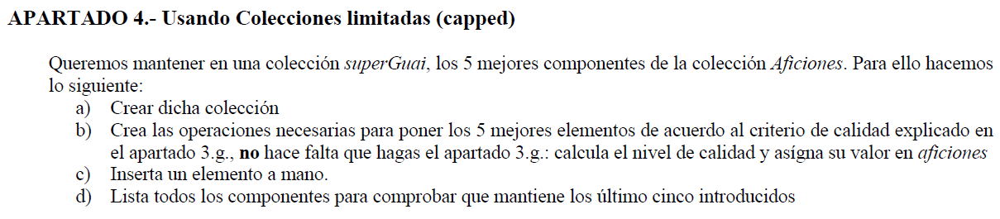 APARTADO 4.- Usando Colecciones limitadas (capped)
Queremos mantener en una colección superGuai, los 5 mejores componentes de la colección Aficiones. Para ello hacemos
lo siguiente:
a) Crear dicha colección
b) Crea las operaciones necesarias para poner los 5 mejores elementos de acuerdo al criterio de calidad explicado en
el apartado 3.g., no hace falta que hagas el apartado 3.g.: calcula el nivel de calidad y asígna su valor en aficiones
c) Inserta un elemento a mano.
d) Lista todos los componentes para comprobar que mantiene los último cinco introducidos